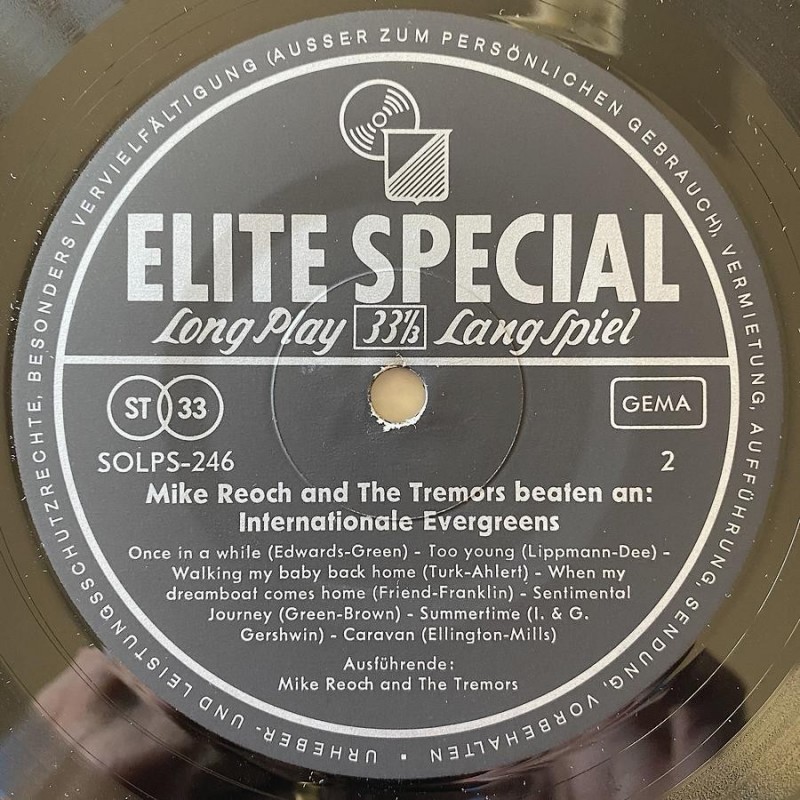 URHEBER- UND LEISTUNGSSCHUTZRECHTE, BESONDERS VERVIELFÄLTIGUNG (AUSSER ZUM PERSÖNLICHEN GEBRAUCH), VERMIETUNG, AUFFÜHRUNG, SENDUNG, VORBEHALTEN •
ELITE SPECIAL
Long Play 33⅓ Langspiel
ST 33
GEMA
SOLPS-246
2
Mike Reoch and The Tremors beaten an:
Internationale Evergreens
Once in a while (Edwards-Green) - Too young (Lippmann-Dee) -
Walking my baby back home (Turk-Ahlert) - When my
dreamboat comes home (Friend-Franklin) - Sentimental
Journey (Green-Brown) - Summertime (I. & G.
Gershwin) - Caravan (Ellington-Mills)
Ausführende:
Mike Reoch and The Tremors